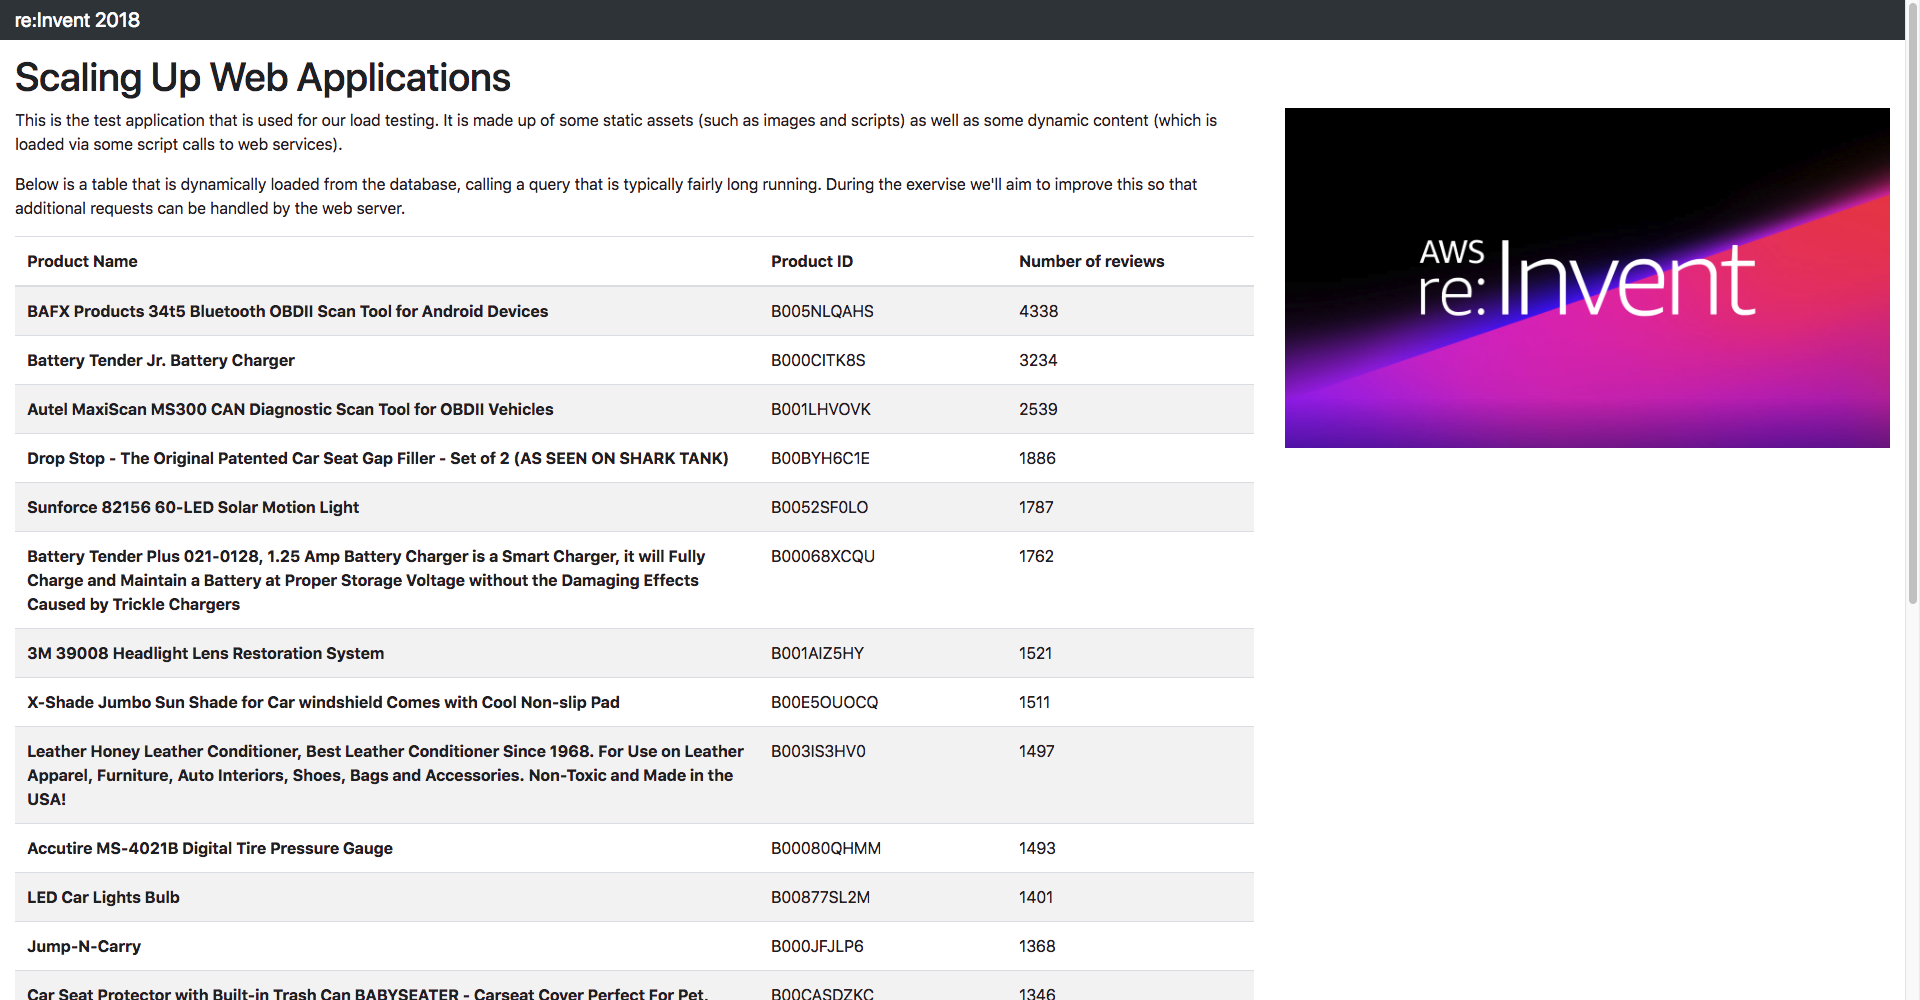 re:Invent 2018
Scaling Up Web Applications
This is the test application that is used for our load testing. It is made up of some static assets (such as images and scripts) as well as some dynamic content (which is
loaded via some script calls to web services).
Below is a table that is dynamically loaded from the database, calling a query that is typically fairly long running. During the exervise we'll aim to improve this so that
additional requests can be handled by the web server.
AWS
re:Invent
Product Name Product ID Number of reviews
BAFX Products 34t5 Bluetooth OBDII Scan Tool for Android Devices B005NLQAHS 4338
Battery Tender Jr. Battery Charger B000CITK8S 3234
Autel MaxiScan MS300 CAN Diagnostic Scan Tool for OBDII Vehicles B001LHVOVK 2539
Drop Stop - The Original Patented Car Seat Gap Filler - Set of 2 (AS SEEN ON SHARK TANK) B00BYH6C1E 1886
Sunforce 82156 60-LED Solar Motion Light B0052SF0LO 1787
Battery Tender Plus 021-0128, 1.25 Amp Battery Charger is a Smart Charger, it will Fully B00068XCQU 1762
Charge and Maintain a Battery at Proper Storage Voltage without the Damaging Effects
Caused by Trickle Chargers
3M 39008 Headlight Lens Restoration System B001AIZ5HY 1521
X-Shade Jumbo Sun Shade for Car windshield Comes with Cool Non-slip Pad B00E5OUOCQ 1511
Leather Honey Leather Conditioner, Best Leather Conditioner Since 1968. For Use on Leather B003IS3HV0 1497
Apparel, Furniture, Auto Interiors, Shoes, Bags and Accessories. Non-Toxic and Made in the
USA!
Accutire MS-4021B Digital Tire Pressure Gauge B00080QHMM 1493
LED Car Lights Bulb B00877SL2M 1401
Jump-N-Carry B000JFJLP6 1368
Car Seat Protector with Built-in Trash Can BABYSEATER - Carseat Cover Perfect For Pet, B00CASDZKC 1346